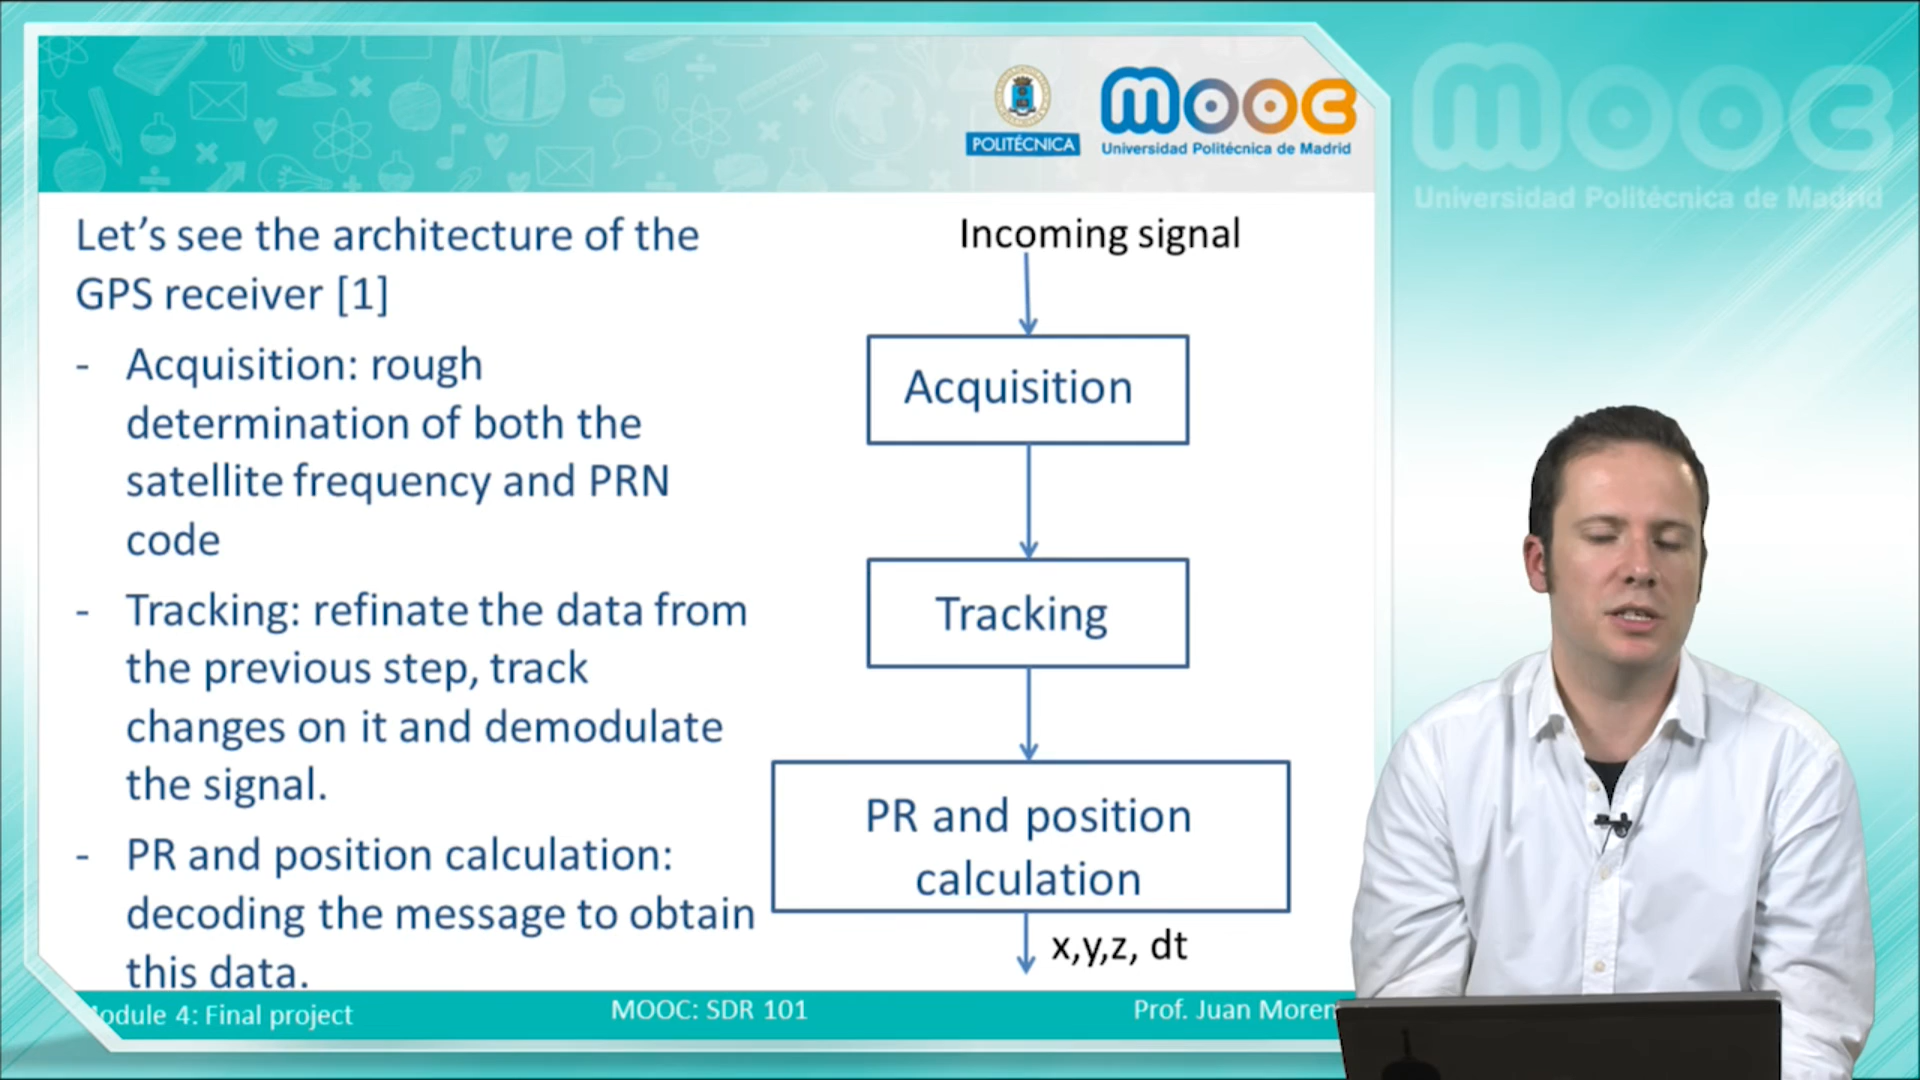 POLITÉCNICA
mooc
Universidad Politécnica de Madrid
mooc
Universidad Politécnica de Madrid
Let's see the architecture of the
GPS receiver [1]
- Acquisition: rough
determination of both the
satellite frequency and PRN
code
- Tracking: refinate the data from
the previous step, track
changes on it and demodulate
the signal.
- PR and position calculation:
decoding the message to obtain
this data.
Incoming signal
Acquisition
Tracking
PR and position
calculation
x,y,z, dt
odule 4: Final project
MOOC: SDR 101
Prof. Juan Moren